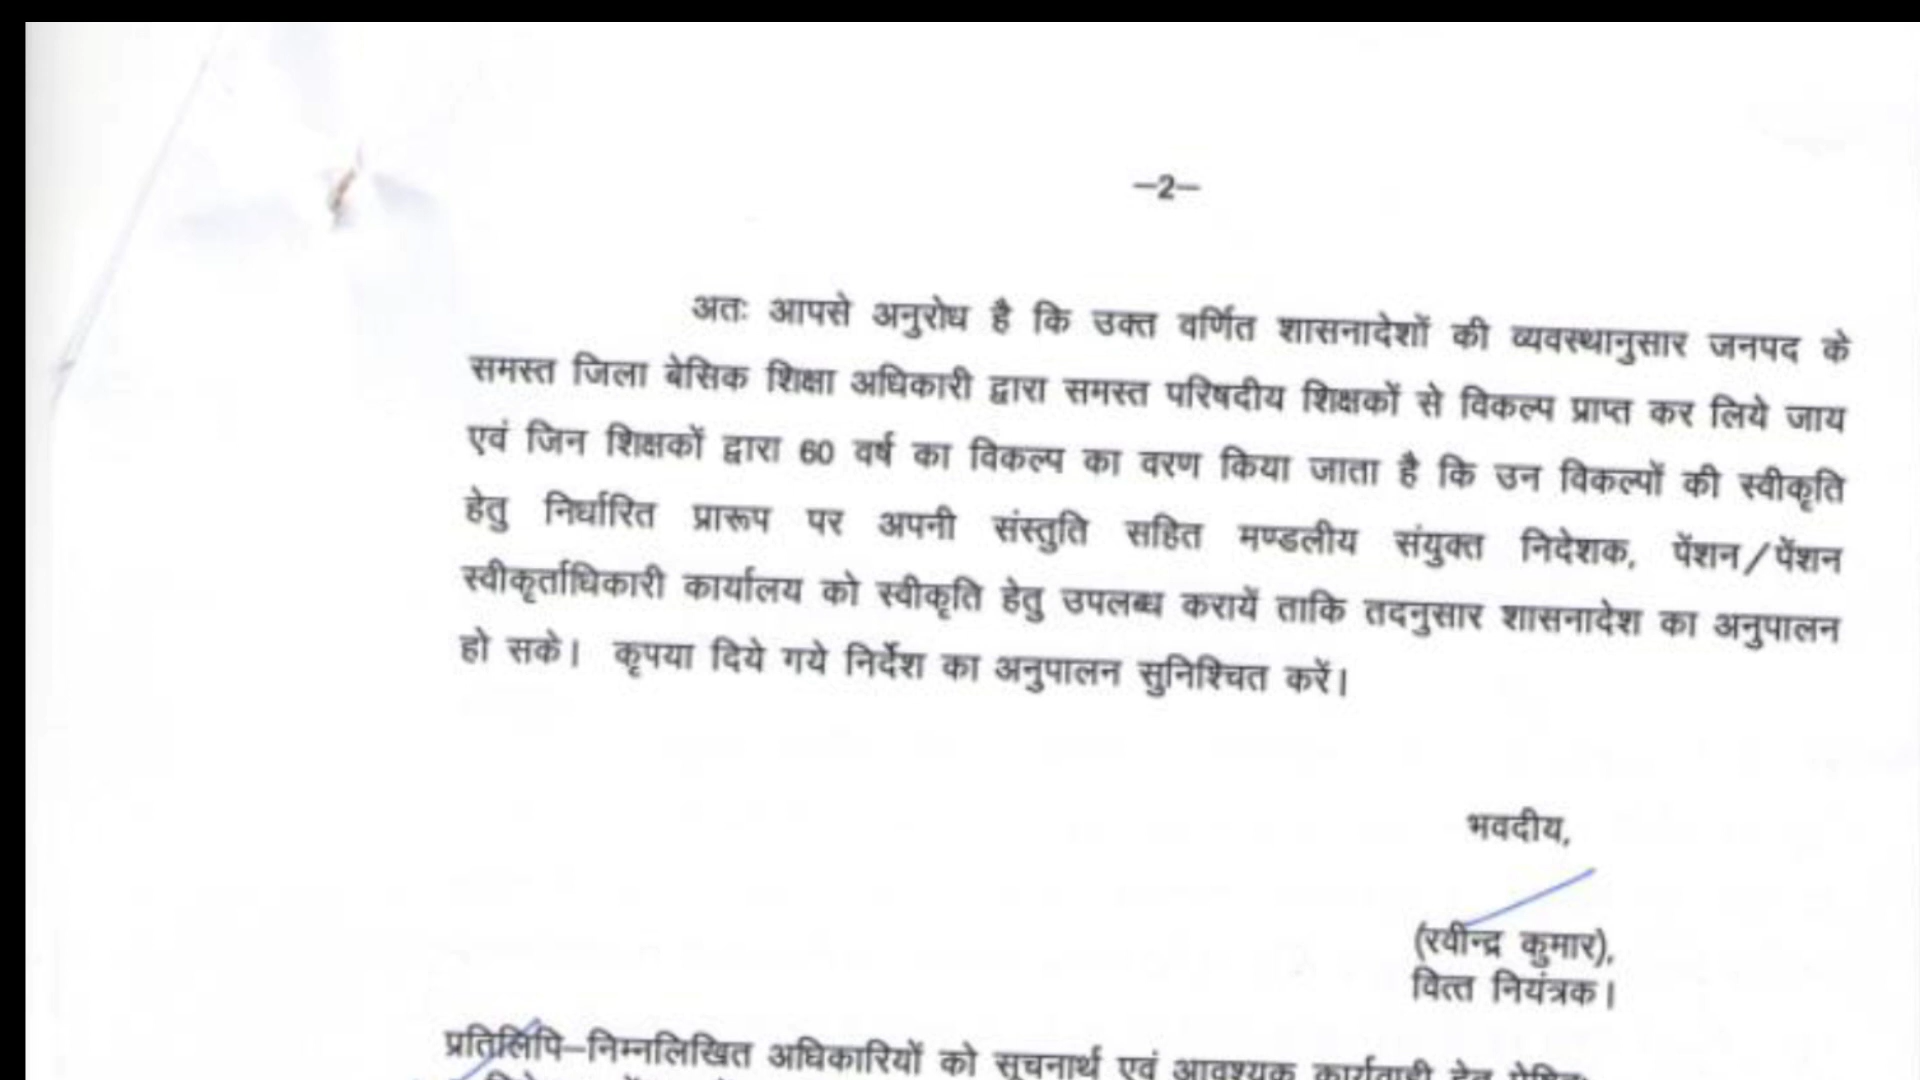 –2–
अतः आपसे अनुरोध है कि उक्त वर्णित शासनादेशों की व्यवस्थानुसार जनपद के
समस्त जिला बेसिक शिक्षा अधिकारी द्वारा समस्त परिषदीय शिक्षकों से विकल्प प्राप्त कर लिये जाय
एवं जिन शिक्षकों द्वारा 60 वर्ष का विकल्प का वरण किया जाता है कि उन विकल्पों की स्वीकृति
हेतु निर्धारित प्रारूप पर अपनी संस्तुति सहित मण्डलीय संयुक्त निदेशक, पेंशन/पेंशन
स्वीकृर्ताधिकारी कार्यालय को स्वीकृति हेतु उपलब्ध करायें ताकि तदनुसार शासनादेश का अनुपालन
हो सके। कृपया दिये गये निर्देश का अनुपालन सुनिश्चित करें।
भवदीय,
(रवीन्द्र कुमार),
वित्त नियंत्रक।
प्रतिलिपि–निम्नलिखित अधिकारियों को सूचनार्थ एवं आवश्यक कार्यवाही हेतु